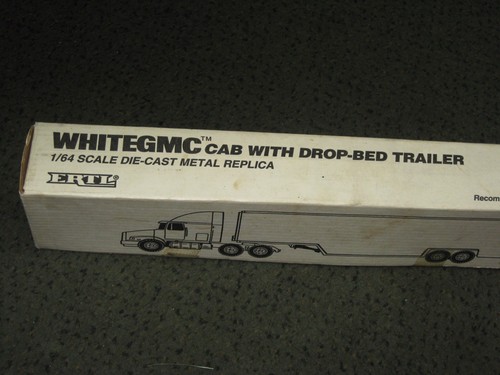 WHITEGMC™ CAB WITH DROP-BED TRAILER
1/64 SCALE DIE-CAST METAL REPLICA
ERTL
Recom